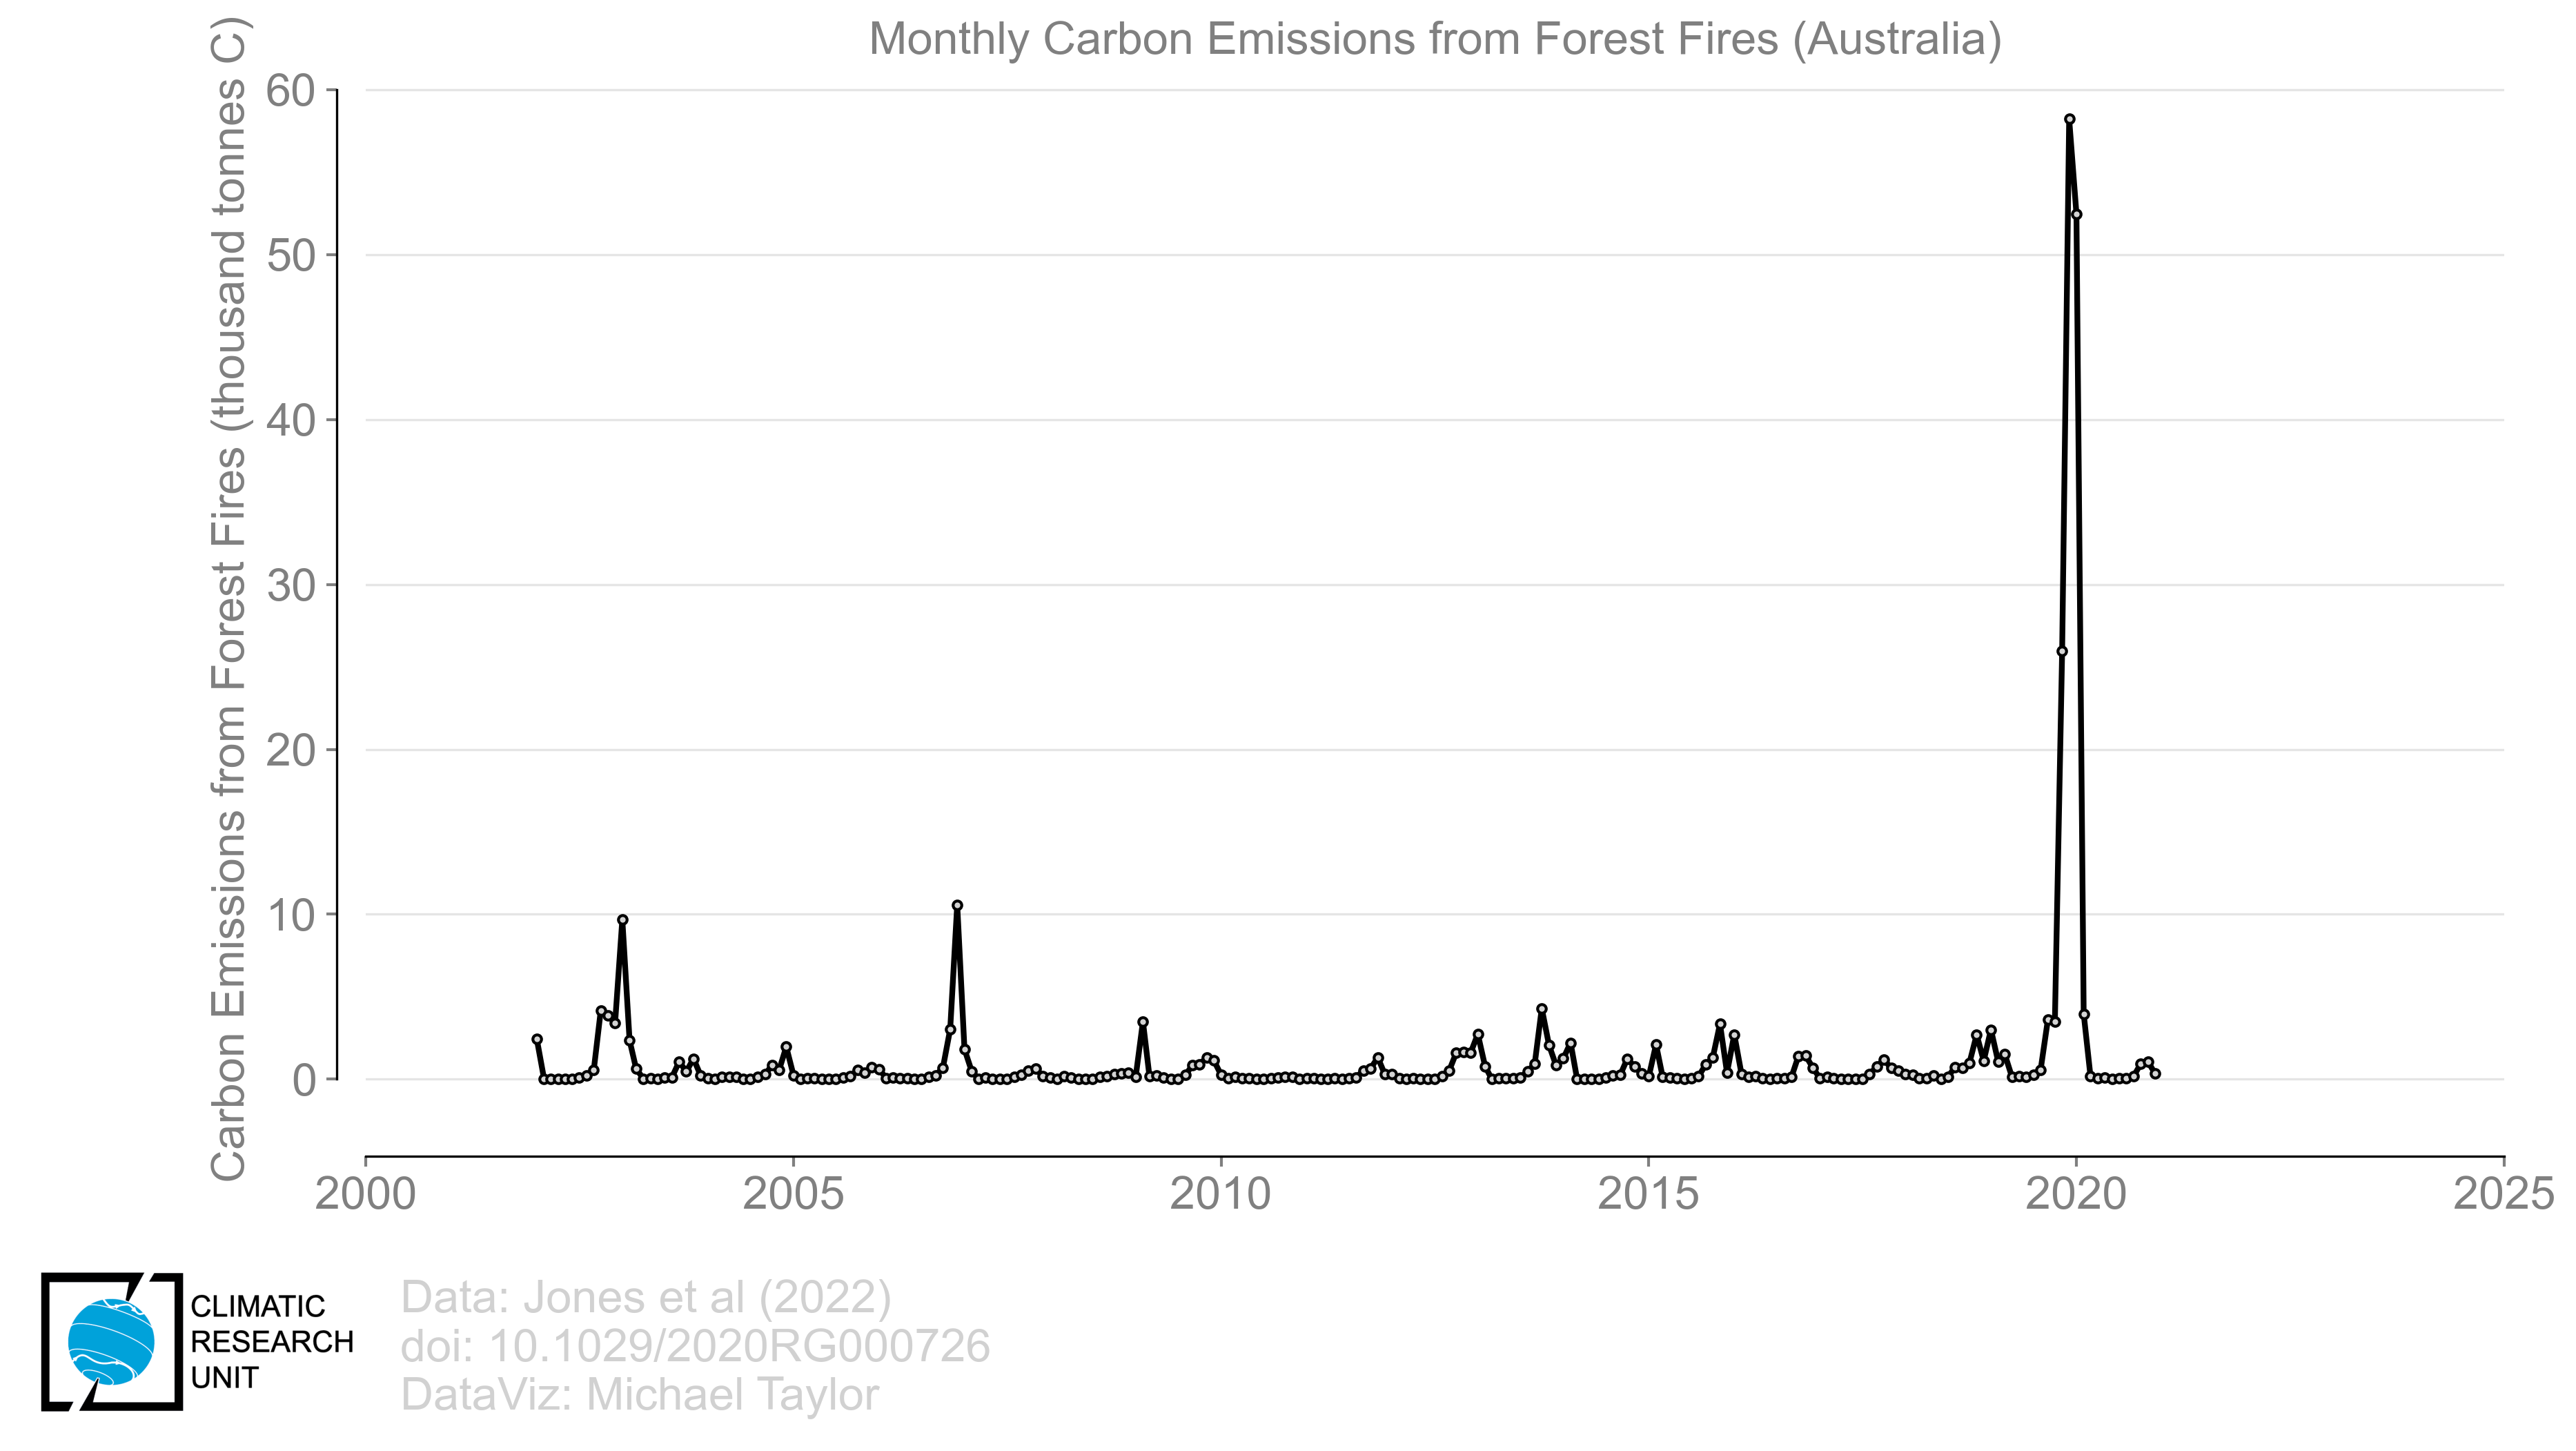 Monthly Carbon Emissions from Forest Fires (Australia)
Carbon Emissions from Forest Fires (thousand tonnes C)
60
50
40
30
20
10
0
2000
2005
2010
2015
2020
2025
CLIMATIC
RESEARCH
UNIT
Data: Jones et al (2022)
doi: 10.1029/2020RG000726
DataViz: Michael Taylor